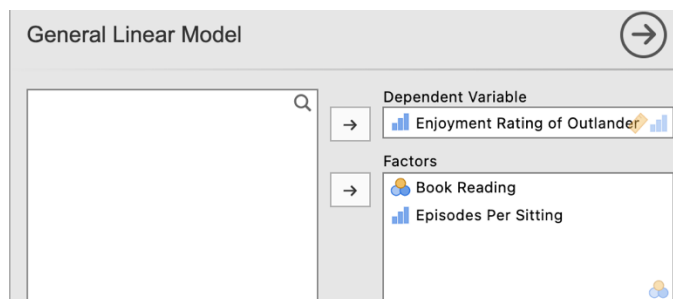 General Linear Model
Dependent Variable
Enjoyment Rating of Outlander
Factors
Book Reading
Episodes Per Sitting